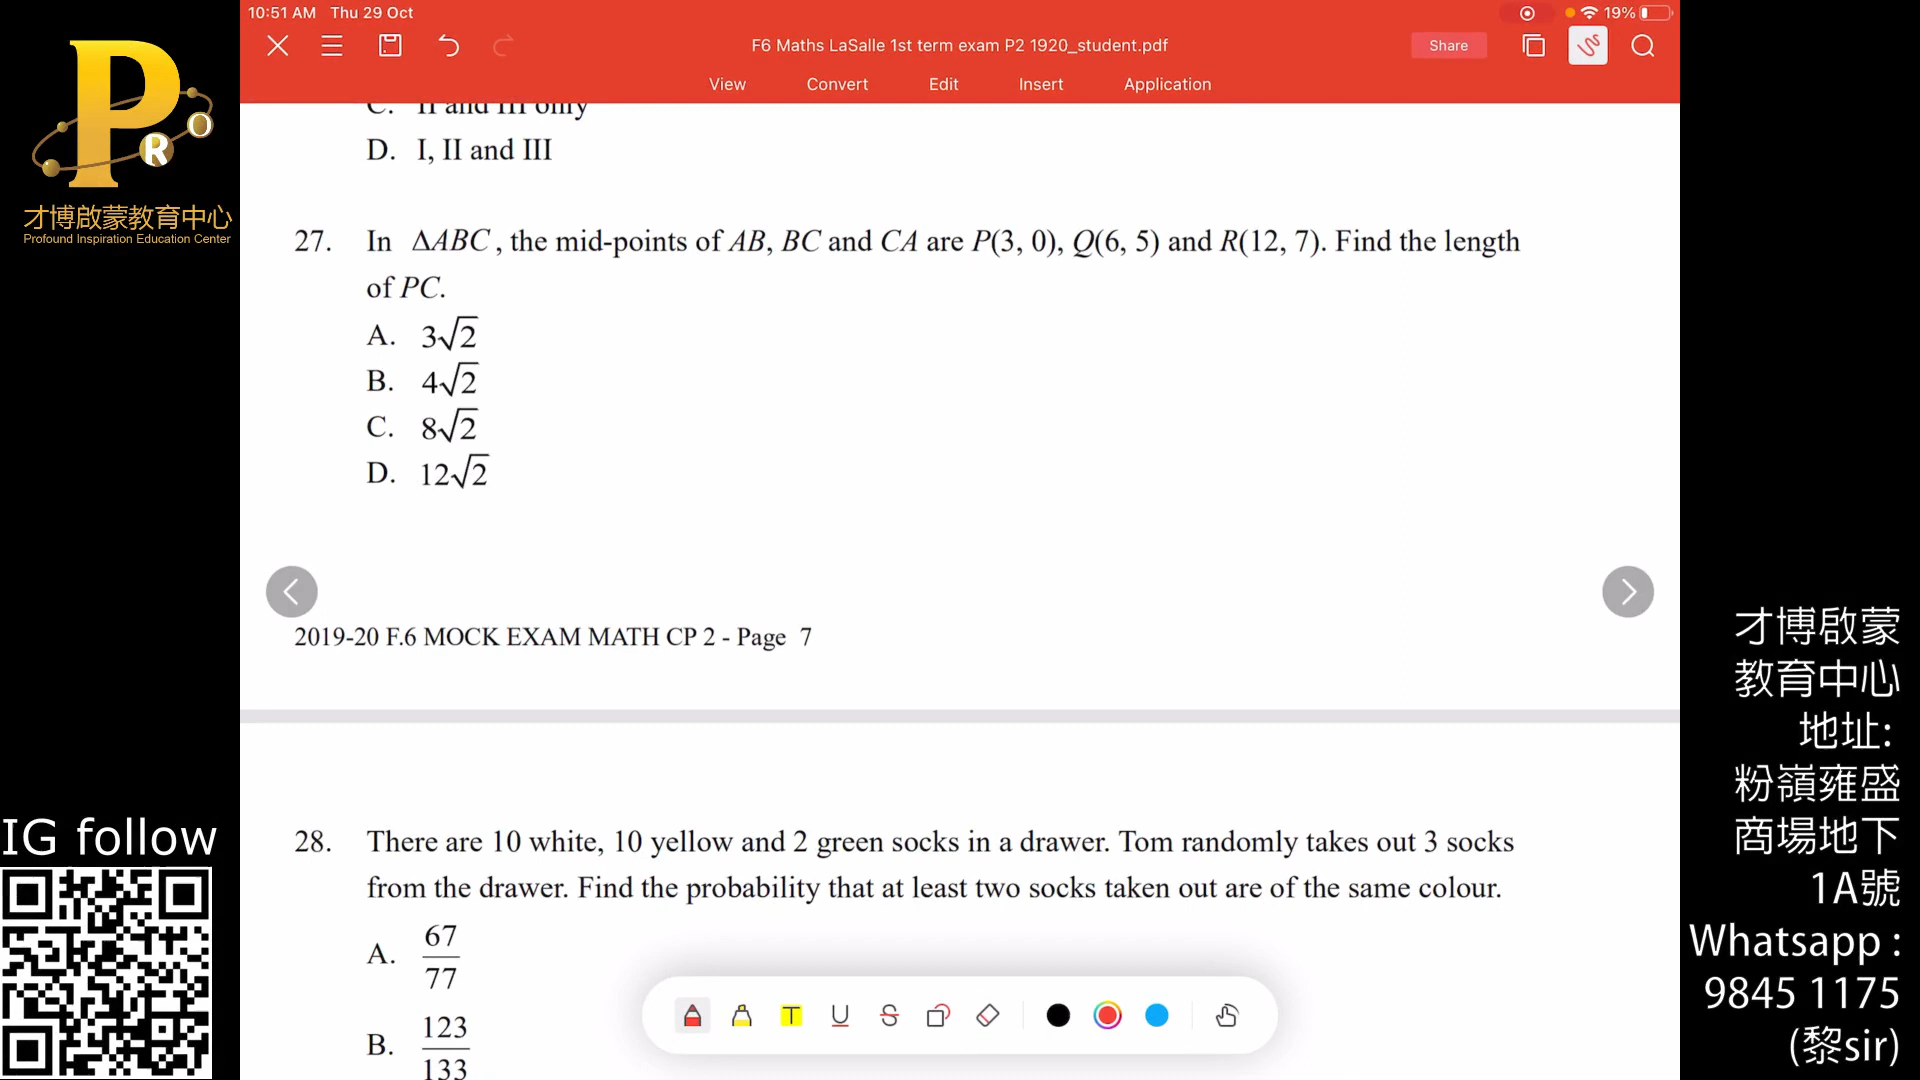 10:51 AM Thu 29 Oct
19%
F6 Maths LaSalle 1st term exam P2 1920_student.pdf
Share
View Convert Edit Insert Application
P R O
才博啟蒙教育中心
Profound Inspiration Education Center
C. II and III only
D. I, II and III
27. In ΔABC, the mid-points of AB, BC and CA are P(3, 0), Q(6, 5) and R(12, 7). Find the length
of PC.
A. 3√2
B. 4√2
C. 8√2
D. 12√2
2019-20 F.6 MOCK EXAM MATH CP 2 - Page 7
28. There are 10 white, 10 yellow and 2 green socks in a drawer. Tom randomly takes out 3 socks
from the drawer. Find the probability that at least two socks taken out are of the same colour.
A. 67/77
B. 123/133
T U S
IG follow
才博啟蒙
教育中心
地址:
粉嶺雍盛
商場地下
1A號
Whatsapp :
9845 1175
(黎sir)